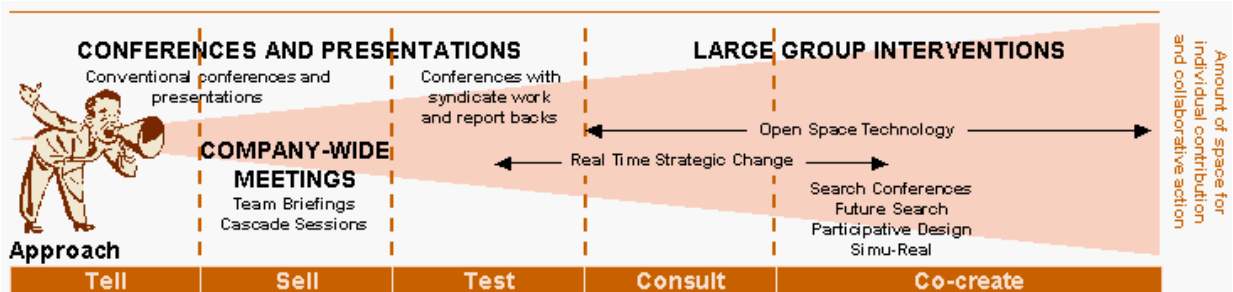 CONFERENCES AND PRESENTATIONS
Conventional conferences and
presentations
Conferences with
syndicate work
and report backs
LARGE GROUP INTERVENTIONS
Open Space Technology
Real Time Strategic Change
COMPANY-WIDE
MEETINGS
Team Briefings
Cascade Sessions
Search Conferences
Future Search
Participative Design
Simu-Real
Amount of space for
individual contribution
and collaborative action
Approach
Tell
Sell
Test
Consult
Co-create